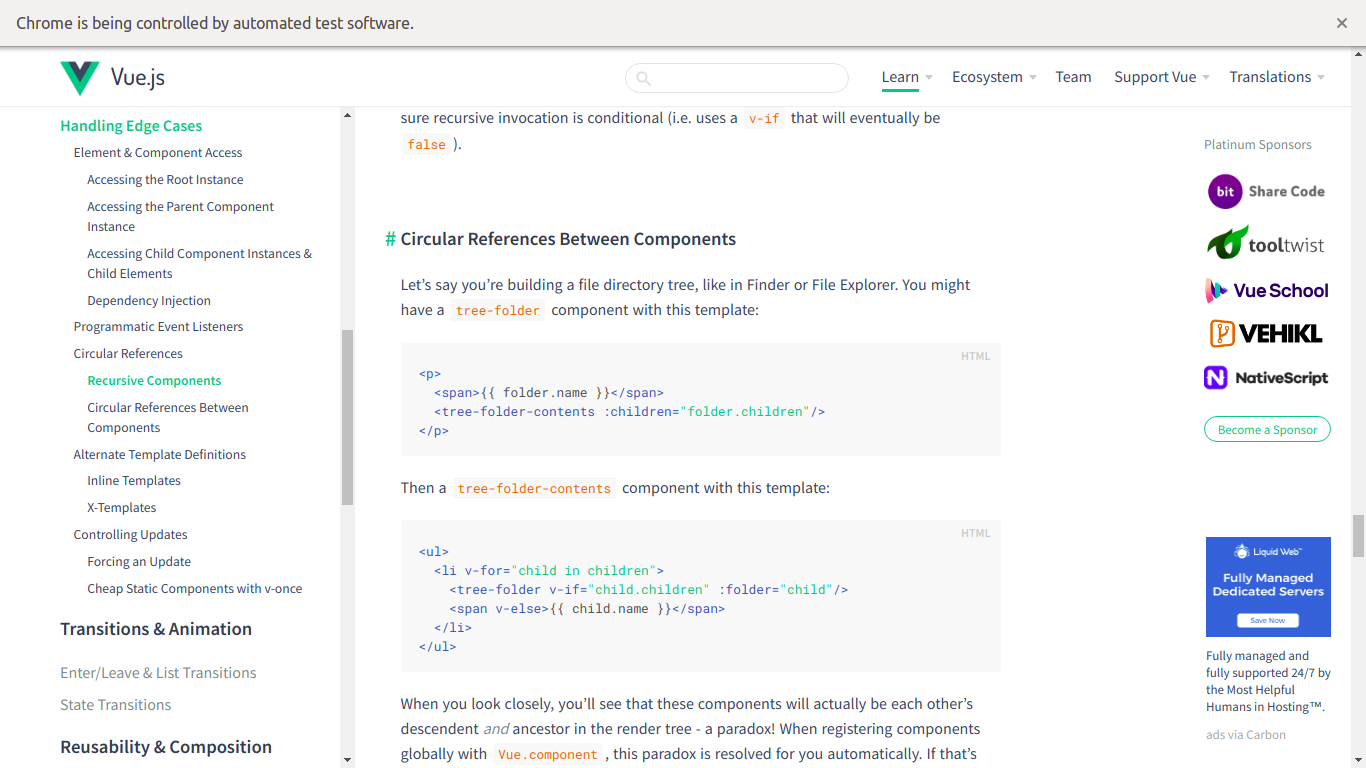 Chrome is being controlled by automated test software.
Vue.js
Learn
Ecosystem
Team
Support Vue
Translations
Handling Edge Cases
Element & Component Access
Accessing the Root Instance
Accessing the Parent Component
Instance
Accessing Child Component Instances &
Child Elements
Dependency Injection
Programmatic Event Listeners
Circular References
Recursive Components
Circular References Between
Components
Alternate Template Definitions
Inline Templates
X-Templates
Controlling Updates
Forcing an Update
Cheap Static Components with v-once
Transitions & Animation
Enter/Leave & List Transitions
State Transitions
Reusability & Composition
sure recursive invocation is conditional (i.e. uses a v-if that will eventually be
false ).
# Circular References Between Components
Let’s say you’re building a file directory tree, like in Finder or File Explorer. You might
have a tree-folder component with this template:
HTML
<p>
<span>{{ folder.name }}</span>
<tree-folder-contents :children="folder.children"/>
</p>
Then a tree-folder-contents component with this template:
HTML
<ul>
<li v-for="child in children">
<tree-folder v-if="child.children" :folder="child"/>
<span v-else>{{ child.name }}</span>
</li>
</ul>
When you look closely, you’ll see that these components will actually be each other’s
descendent and ancestor in the render tree - a paradox! When registering components
globally with Vue.component , this paradox is resolved for you automatically. If that’s
Platinum Sponsors
bit Share Code
tooltwist
Vue School
VEHIKL
N NativeScript
Become a Sponsor
Liquid Web™
Fully Managed
Dedicated Servers
Save Now
Fully managed and
fully supported 24/7 by
the Most Helpful
Humans in Hosting™.
ads via Carbon